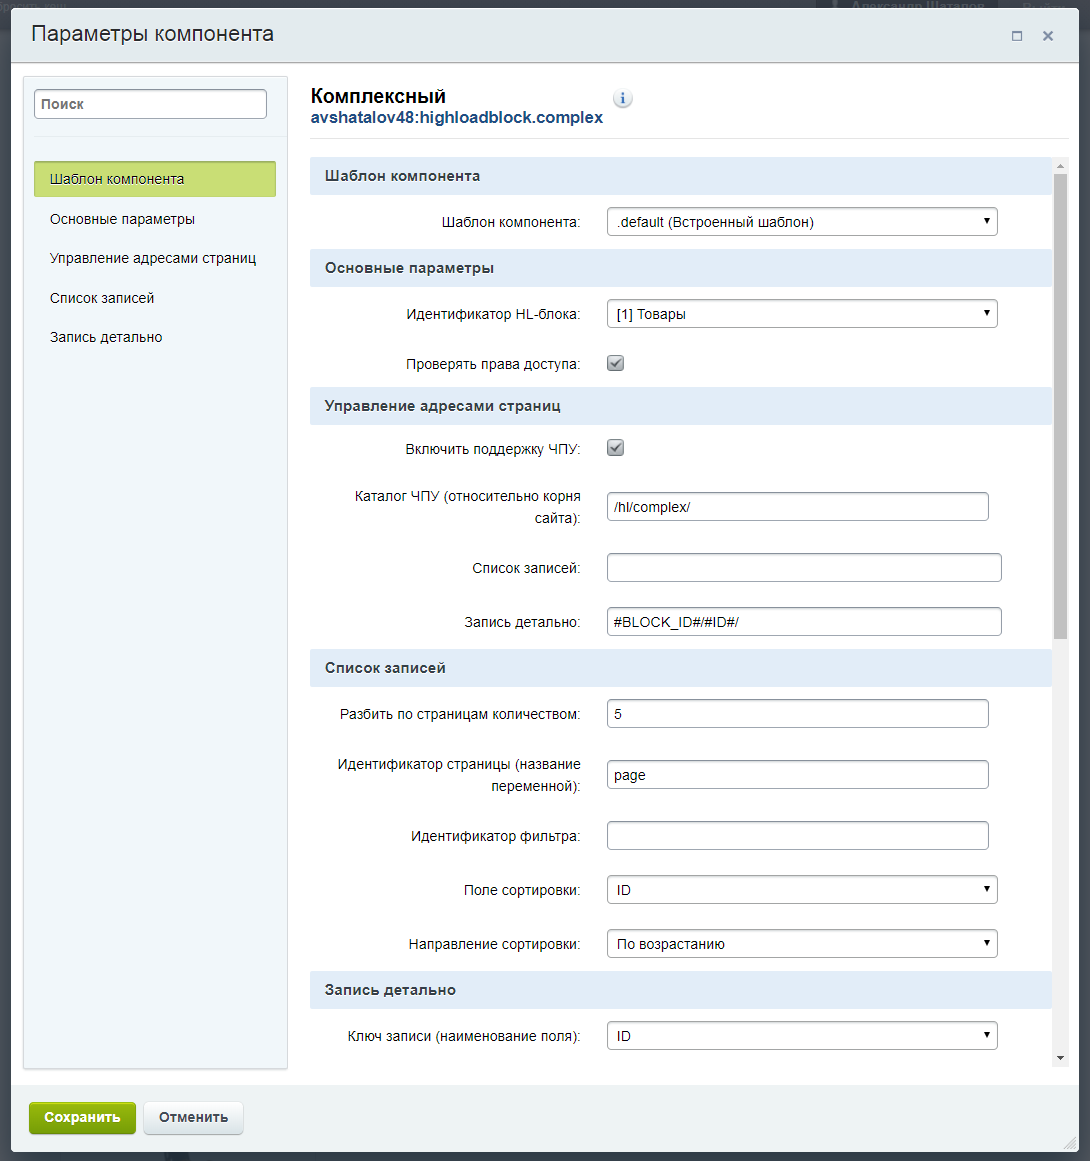 Александр Шаталов
Параметры компонента
Поиск
Шаблон компонента
Основные параметры
Управление адресами страниц
Список записей
Запись детально
Комплексный
avshatalov48:highloadblock.complex
Шаблон компонента
Шаблон компонента: .default (Встроенный шаблон)
Основные параметры
Идентификатор HL-блока: [1] Товары
Проверять права доступа:
Управление адресами страниц
Включить поддержку ЧПУ:
Каталог ЧПУ (относительно корня
сайта): /hl/complex/
Список записей:
Запись детально: #BLOCK_ID#/#ID#/
Список записей
Разбить по страницам количеством: 5
Идентификатор страницы (название
переменной): page
Идентификатор фильтра:
Поле сортировки: ID
Направление сортировки: По возрастанию
Запись детально
Ключ записи (наименование поля): ID
Сохранить Отменить